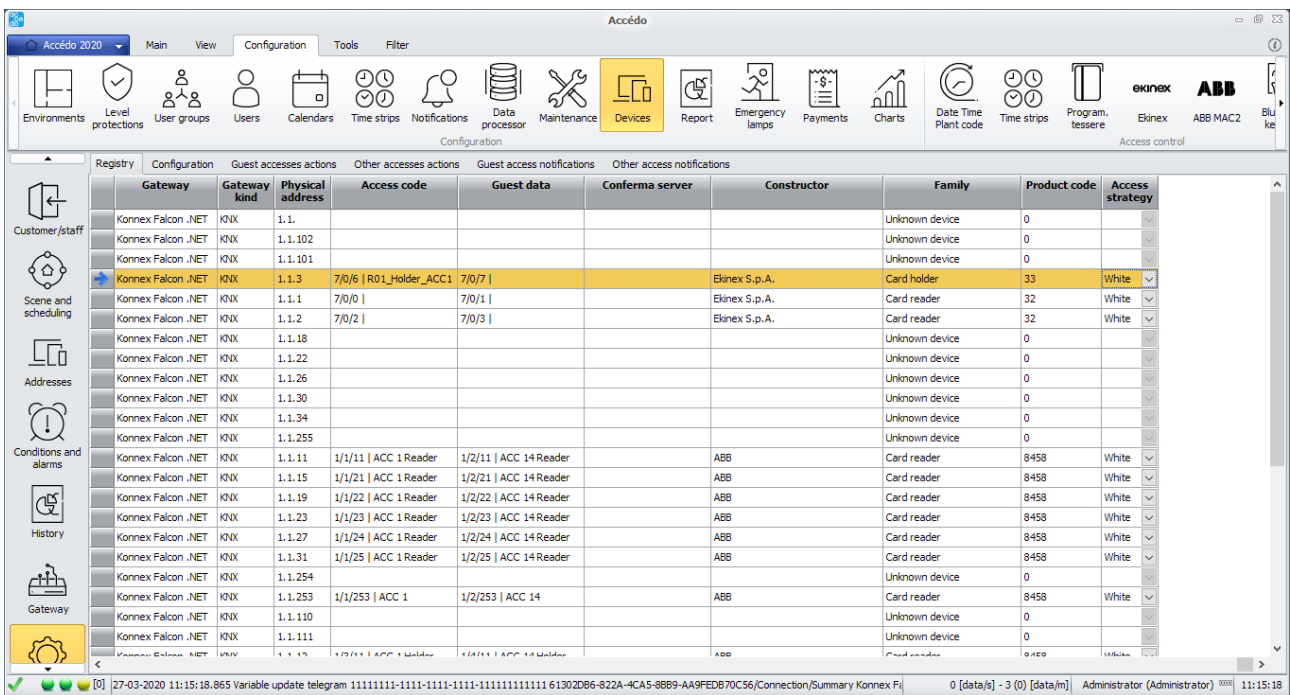 Accédo
Accédo 2020 Main View Configuration Tools Filter
Environments Level protections User groups Users Calendars Time strips Notifications Data processor Maintenance Devices Report Emergency lamps Payments Charts Date Time Plant code Time strips Program. tessere ekinex Ekinex ABB ABB MAC2
Configuration Access control
Registry Configuration Guest accesses actions Other accesses actions Guest access notifications Other access notifications
Customer/staff
Scene and scheduling
Addresses
Conditions and alarms
History
Gateway
Gateway Gateway kind Physical address Access code Guest data Conferma server Constructor Family Product code Access strategy
Konnex Falcon .NET KNX 1.1. Unknown device 0
Konnex Falcon .NET KNX 1.1.102 Unknown device 0
Konnex Falcon .NET KNX 1.1.101 Unknown device 0
Konnex Falcon .NET KNX 1.1.3 7/0/6 | R01_Holder_ACC1 7/0/7 | Ekinex S.p.A. Card holder 33 White
Konnex Falcon .NET KNX 1.1.1 7/0/0 | 7/0/1 | Ekinex S.p.A. Card reader 32 White
Konnex Falcon .NET KNX 1.1.2 7/0/2 | 7/0/3 | Ekinex S.p.A. Card reader 32 White
Konnex Falcon .NET KNX 1.1.18 Unknown device 0
Konnex Falcon .NET KNX 1.1.22 Unknown device 0
Konnex Falcon .NET KNX 1.1.26 Unknown device 0
Konnex Falcon .NET KNX 1.1.30 Unknown device 0
Konnex Falcon .NET KNX 1.1.34 Unknown device 0
Konnex Falcon .NET KNX 1.1.255 Unknown device 0
Konnex Falcon .NET KNX 1.1.11 1/1/11 | ACC 1 Reader 1/2/11 | ACC 14 Reader ABB Card reader 8458 White
Konnex Falcon .NET KNX 1.1.15 1/1/21 | ACC 1 Reader 1/2/21 | ACC 14 Reader ABB Card reader 8458 White
Konnex Falcon .NET KNX 1.1.19 1/1/22 | ACC 1 Reader 1/2/22 | ACC 14 Reader ABB Card reader 8458 White
Konnex Falcon .NET KNX 1.1.23 1/1/23 | ACC 1 Reader 1/2/23 | ACC 14 Reader ABB Card reader 8458 White
Konnex Falcon .NET KNX 1.1.27 1/1/24 | ACC 1 Reader 1/2/24 | ACC 14 Reader ABB Card reader 8458 White
Konnex Falcon .NET KNX 1.1.31 1/1/25 | ACC 1 Reader 1/2/25 | ACC 14 Reader ABB Card reader 8458 White
Konnex Falcon .NET KNX 1.1.254 Unknown device 0
Konnex Falcon .NET KNX 1.1.253 1/1/253 | ACC 1 1/2/253 | ACC 14 ABB Card reader 8458 White
Konnex Falcon .NET KNX 1.1.110 Unknown device 0
Konnex Falcon .NET KNX 1.1.111 Unknown device 0
[0] 27-03-2020 11:15:18.865 Variable update telegram 11111111-1111-1111-1111-111111111111 61302DB6-822A-4CA5-8BB9-AA9FEDB70C56/Connection/Summary Konnex 0 [data/s] - 3 (0) [data/m] Administrator (Administrator) 11:15:18